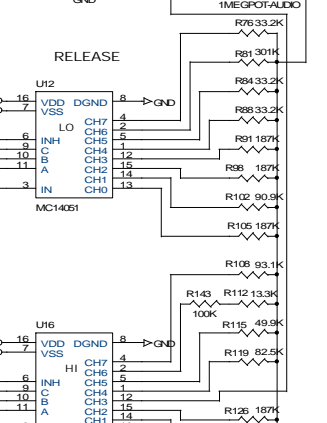 GND
1MEGPOT-AUDIO
R76 33.2K
R81 301K
R84 33.2K
R88 33.2K
R91 187K
R98 187K
R102 90.9K
R105 187K
RELEASE
U12
16 VDD DGND 8 GND
7 VSS
LO
CH7 4
CH6 2
6 INH CH5 5
9 C CH4 1
10 B CH3 12
11 A CH2 15
CH1 14
3 IN CH0 13
MC14051
R108 93.1K
R143 R112 13.3K
100K
R115 49.9K
R119 82.5K
R126 187K
U16
16 VDD DGND 8 GND
7 VSS
HI
CH7 4
CH6 2
6 INH CH5 5
9 C CH4 1
10 B CH3 12
11 A CH2 15
CH1 14